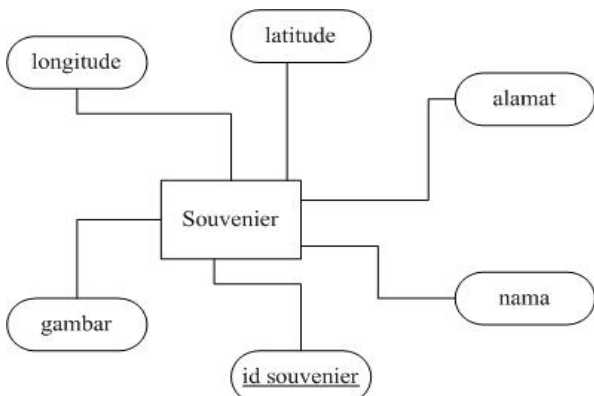 latitude
longitude
alamat
Souvenier
gambar
nama
id souvenier